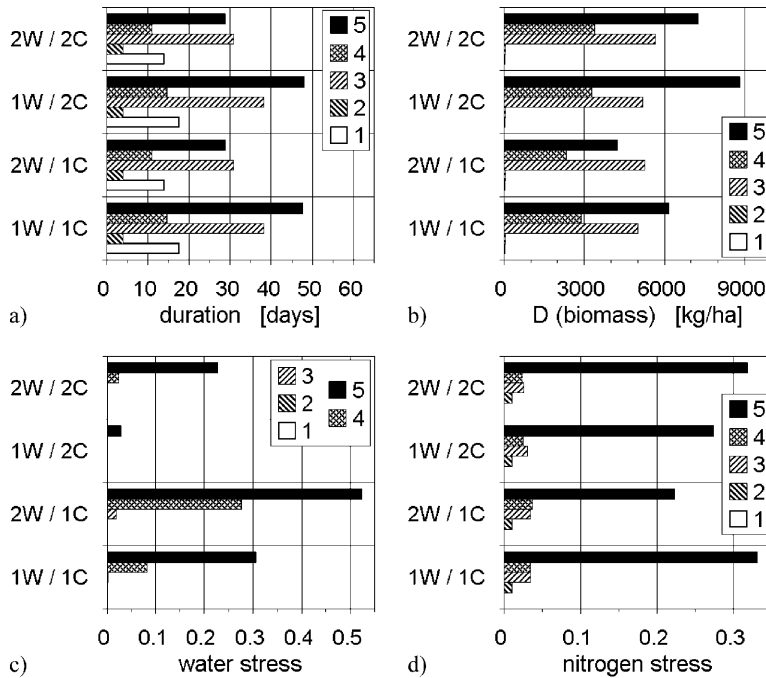 2W / 2C
1W / 2C
2W / 1C
1W / 1C
5
4
3
2
1
0 10 20 30 40 50 60
a) duration [days]
2W / 2C
1W / 2C
2W / 1C
1W / 1C
5
4
3
2
1
0 3000 6000 9000
b) D (biomass) [kg/ha]
2W / 2C
1W / 2C
2W / 1C
1W / 1C
3
2
1
5
4
0 0.1 0.2 0.3 0.4 0.5
c) water stress
2W / 2C
1W / 2C
2W / 1C
1W / 1C
5
4
3
2
1
0 0.1 0.2 0.3
d) nitrogen stress